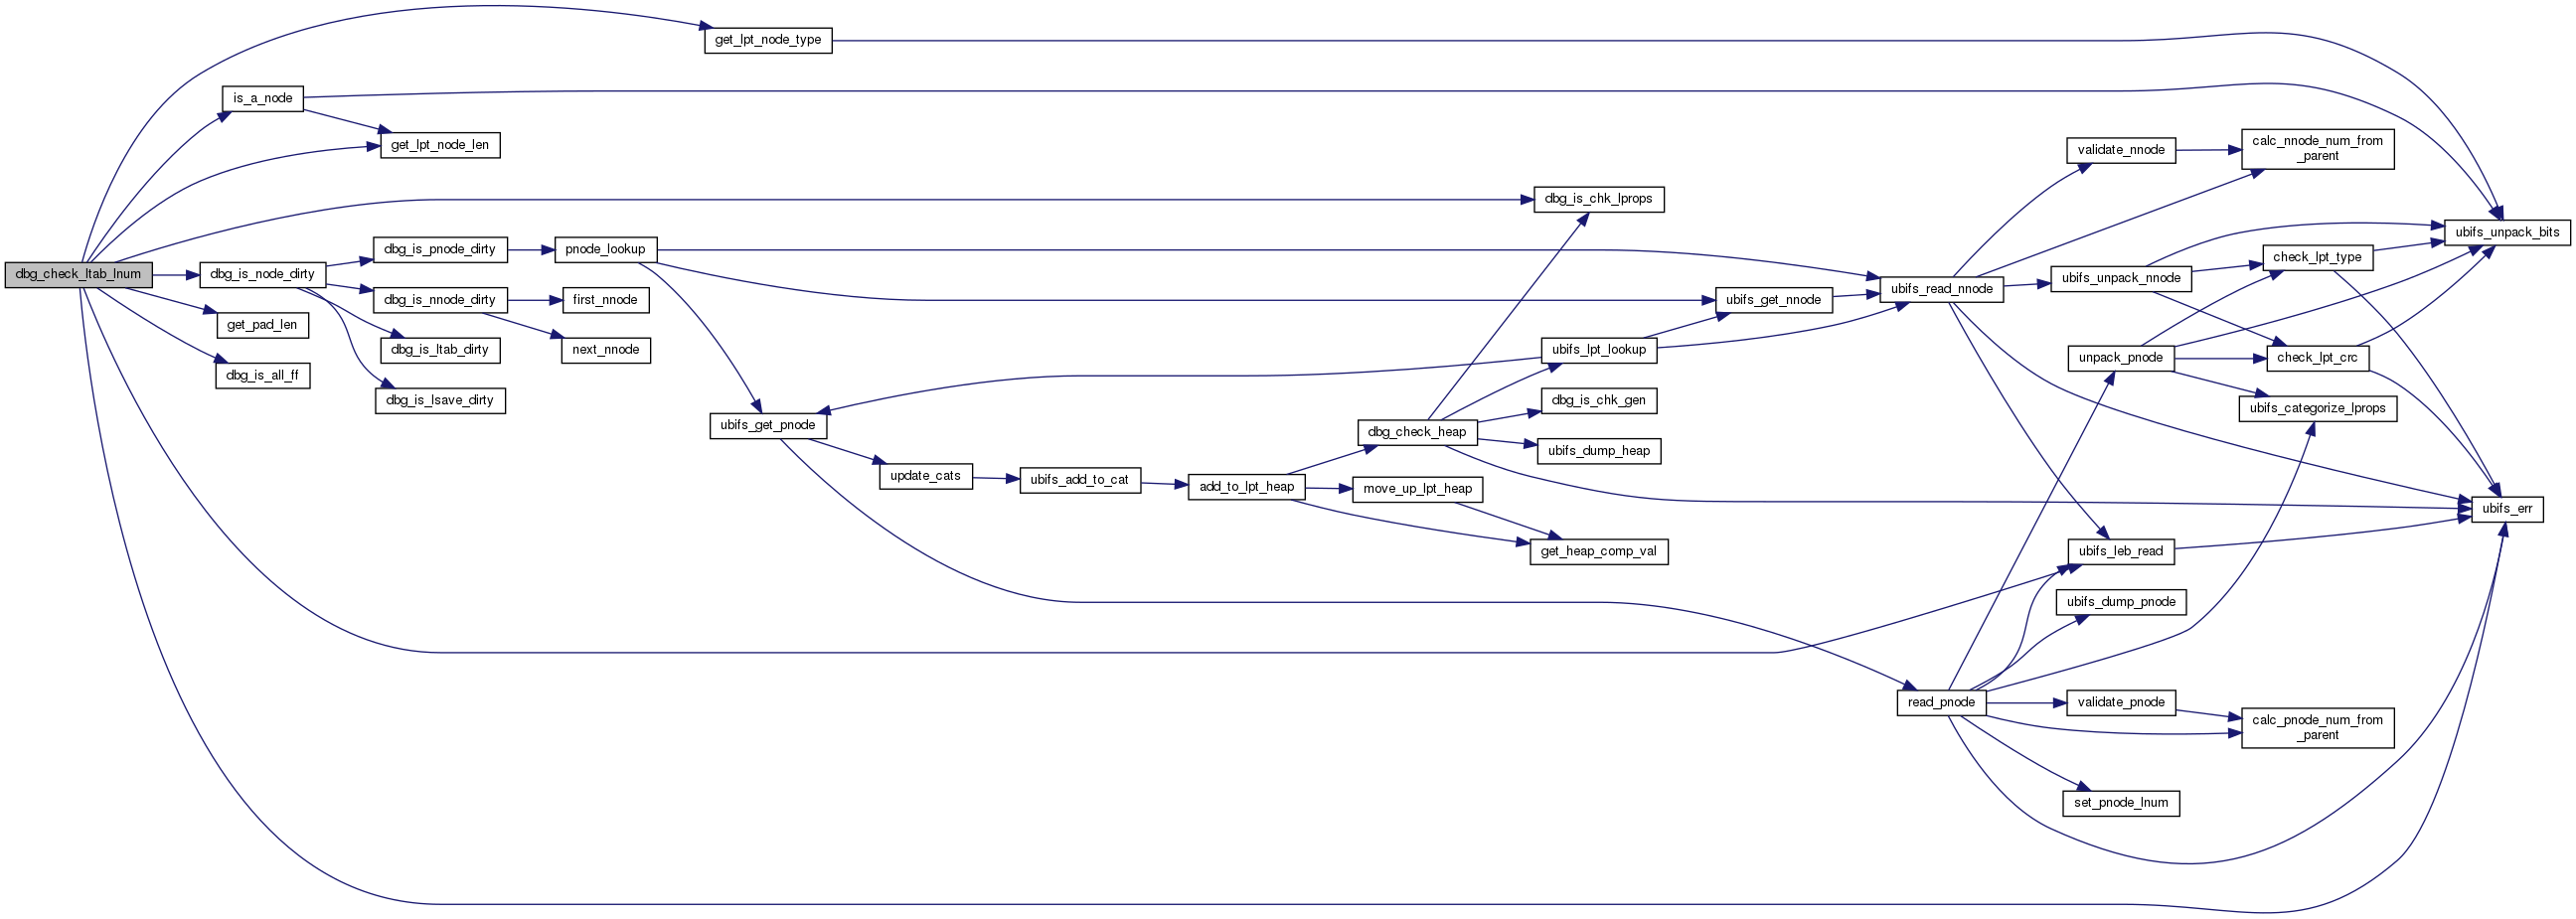 get_lpt_node_type
is_a_node
get_lpt_node_len
validate_nnode
calc_nnode_num_from
_parent
dbg_is_chk_lprops
ubifs_unpack_bits
dbg_check_ltab_lnum
dbg_is_node_dirty
dbg_is_pnode_dirty
pnode_lookup
dbg_is_nnode_dirty
first_nnode
next_nnode
get_pad_len
dbg_is_ltab_dirty
dbg_is_all_ff
dbg_is_lsave_dirty
ubifs_get_nnode
ubifs_read_nnode
ubifs_unpack_nnode
check_lpt_type
ubifs_lpt_lookup
unpack_pnode
check_lpt_crc
ubifs_get_pnode
dbg_check_heap
dbg_is_chk_gen
ubifs_categorize_lprops
ubifs_dump_heap
update_cats
ubifs_add_to_cat
add_to_lpt_heap
move_up_lpt_heap
get_heap_comp_val
ubifs_err
ubifs_leb_read
ubifs_dump_pnode
read_pnode
validate_pnode
calc_pnode_num_from
_parent
set_pnode_lnum